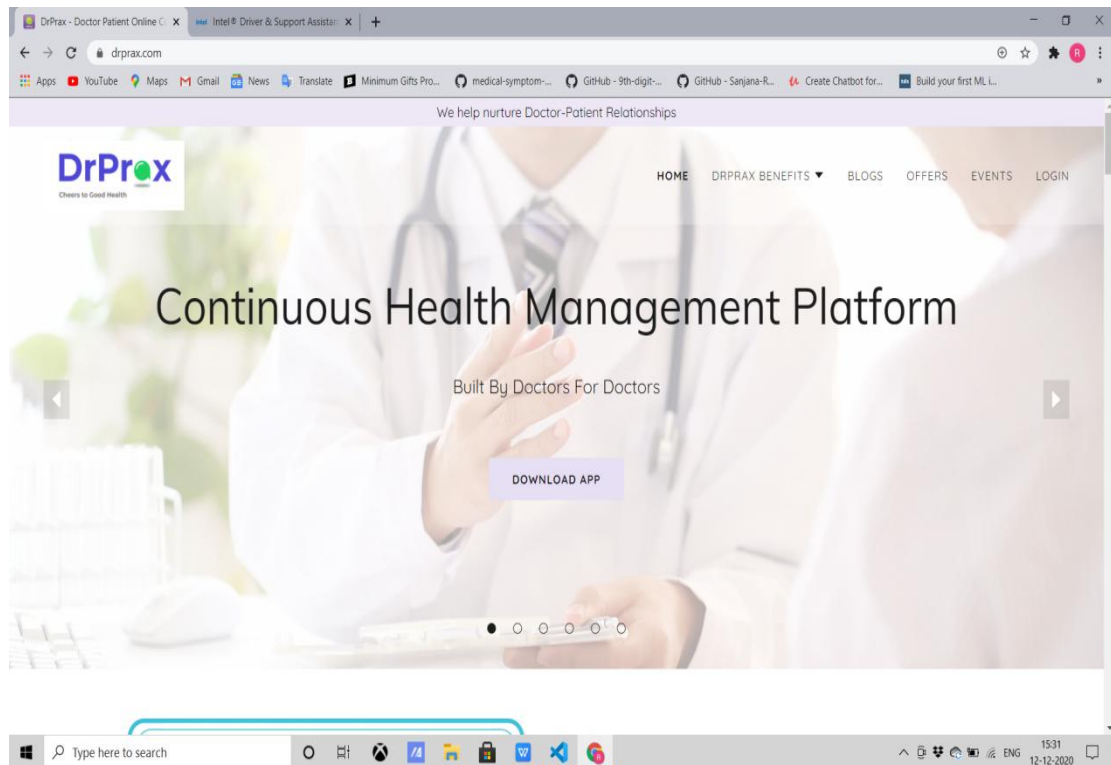 DrPrax - Doctor Patient Online C
Intel® Driver & Support Assistan
drprax.com
R
Apps YouTube Maps Gmail News Translate Minimum Gifts Pro... medical-symptom-... GitHub - 9th-digit-... GitHub - Sanjana-R... Create Chatbot for... Build your first ML i...
We help nurture Doctor-Patient Relationships
DrPrax
Cheers to Good Health
HOME DRPRAX BENEFITS BLOGS OFFERS EVENTS LOGIN
Continuous Health Management Platform
Built By Doctors For Doctors
DOWNLOAD APP
Type here to search
ENG
15:31
12-12-2020